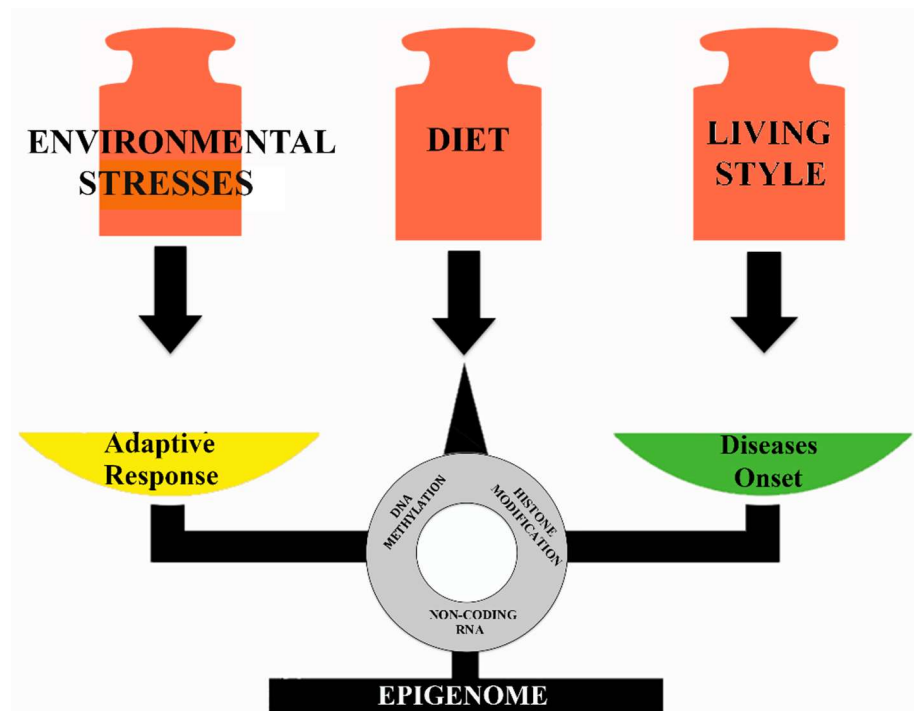 ENVIRONMENTAL
STRESSES
DIET
LIVING
STYLE
Adaptive
Response
Diseases
Onset
DNA
METHYLATION
HISTONE
MODIFICATION
NON-CODING
RNA
EPIGENOME